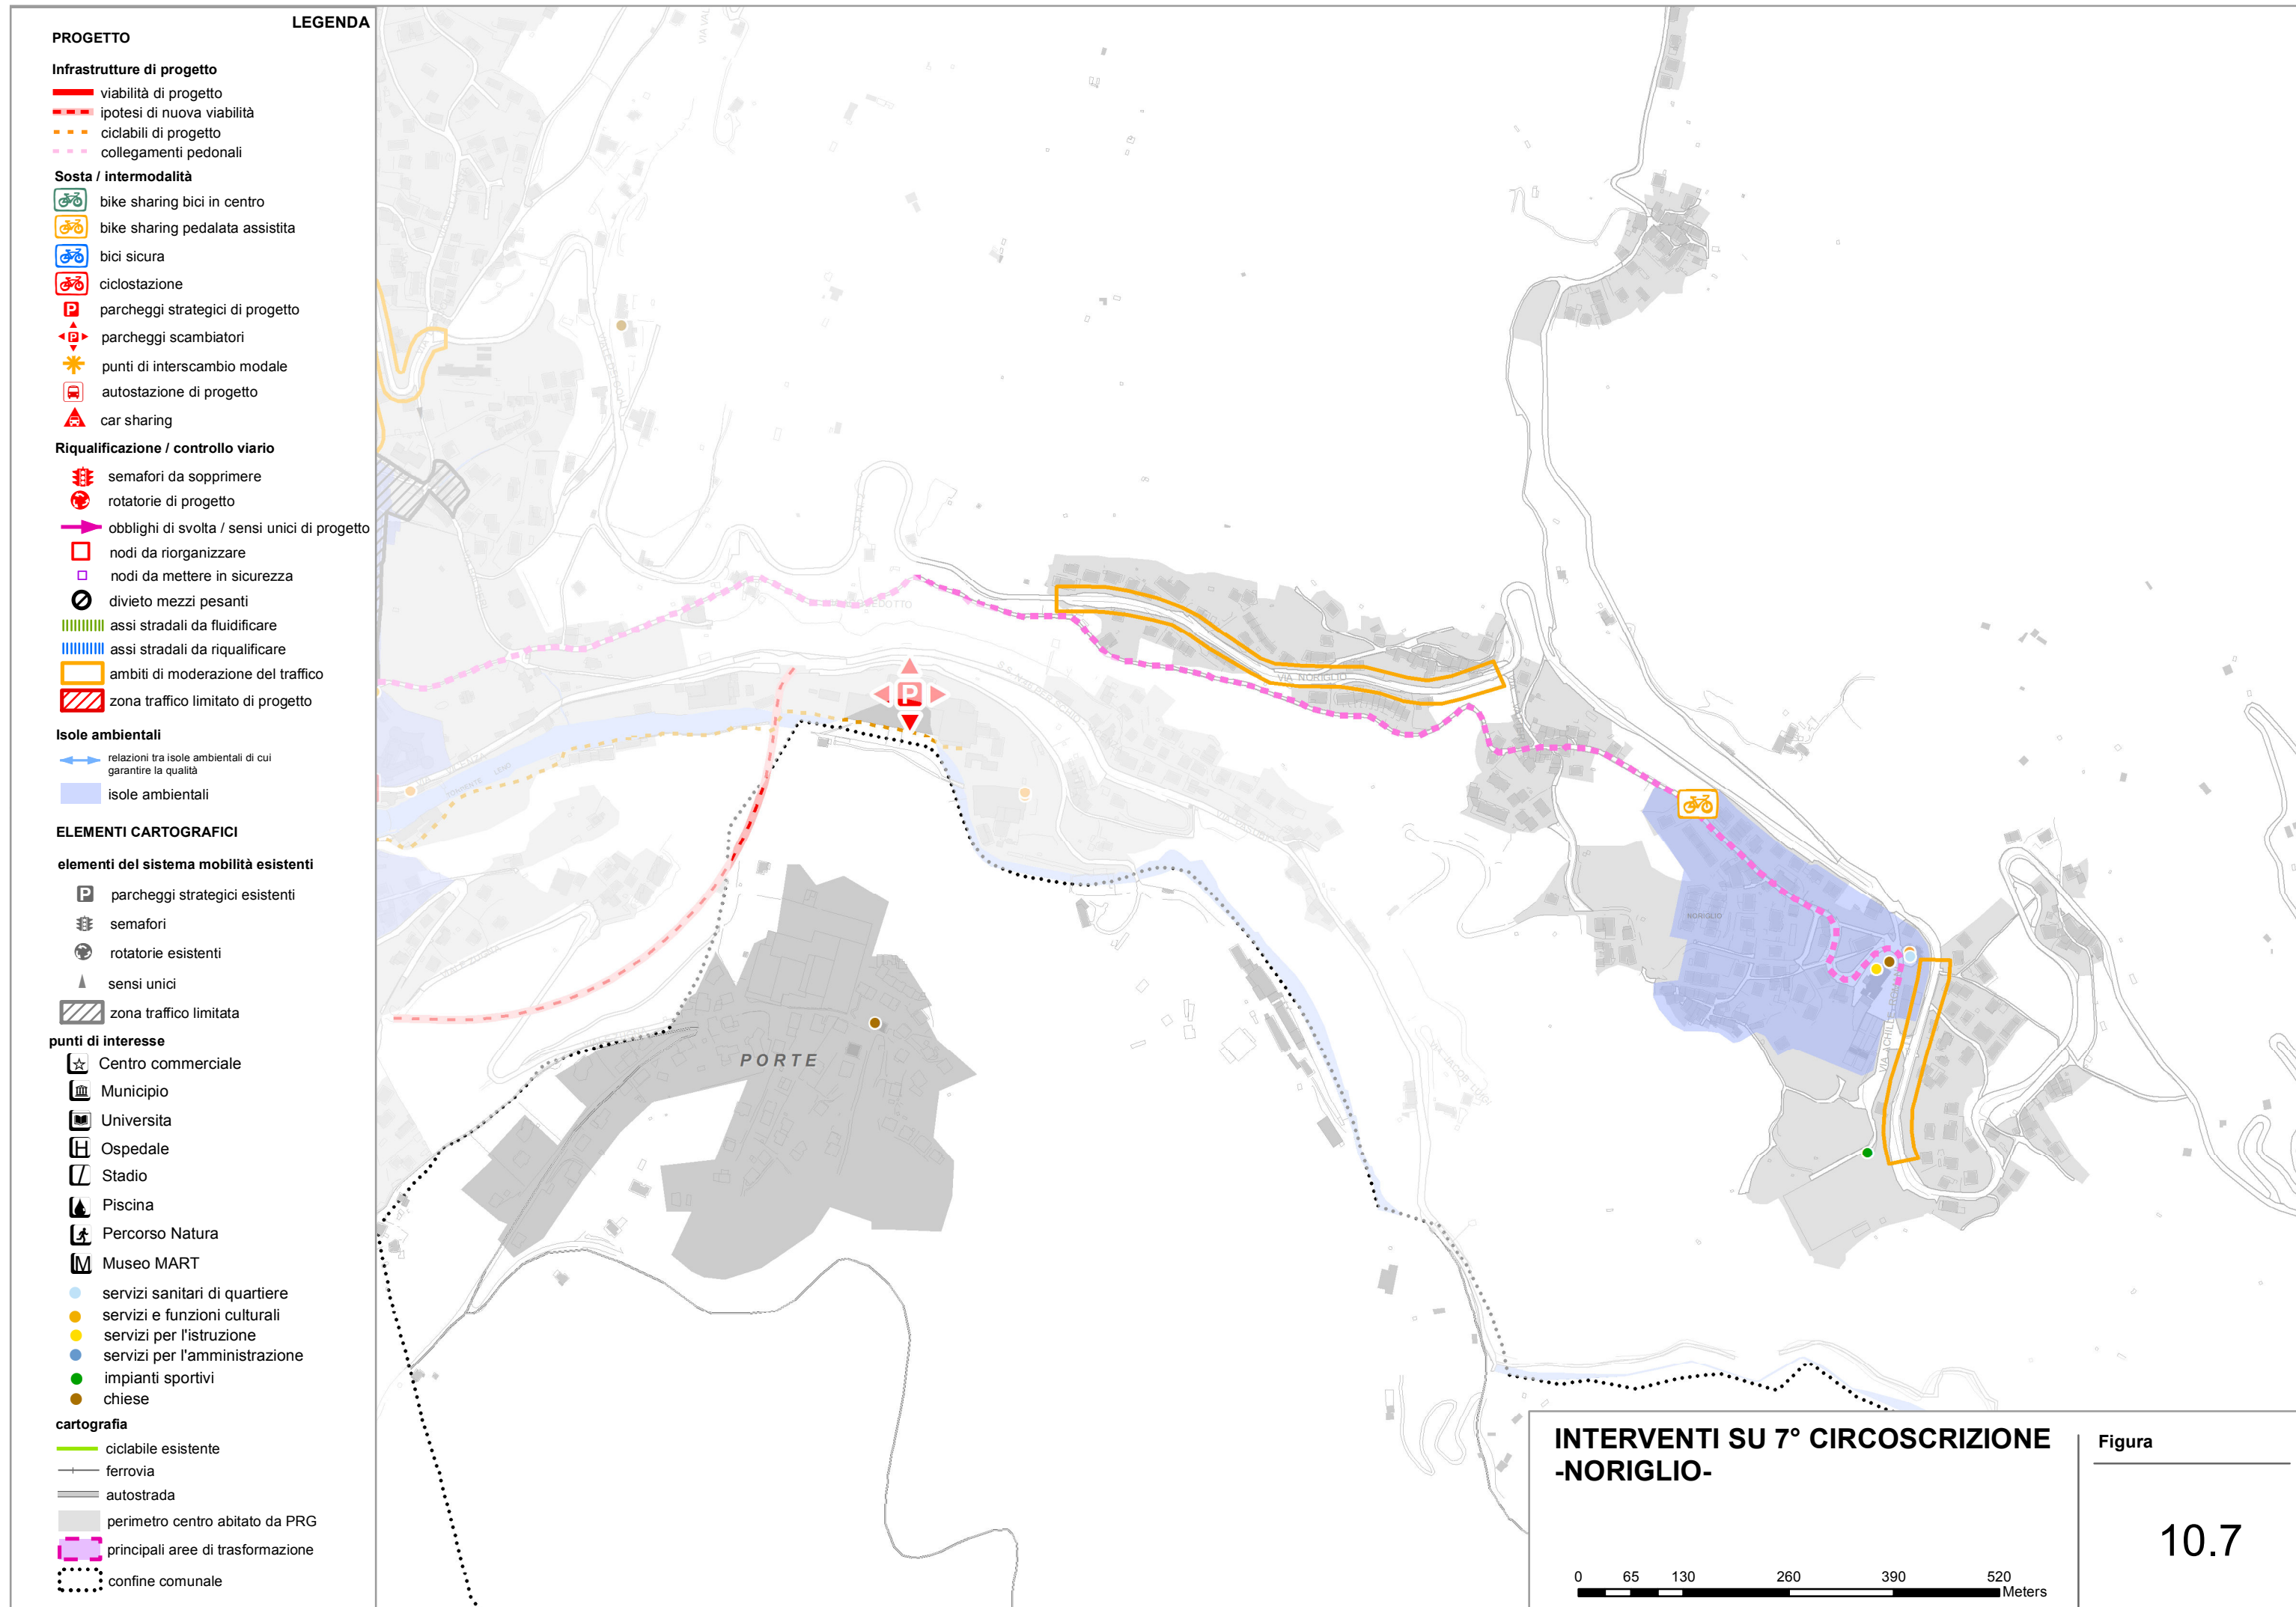 LEGENDA
PROGETTO
Infrastrutture di progetto
viabilità di progetto
ipotesi di nuova viabilità
ciclabili di progetto
collegamenti pedonali
Sosta / intermodalità
bike sharing bici in centro
bike sharing pedalata assistita
bici sicura
ciclostazione
P parcheggi strategici di progetto
P parcheggi scambiatori
punti di interscambio modale
autostazione di progetto
car sharing
Riqualificazione / controllo viario
semafori da sopprimere
rotatorie di progetto
obblighi di svolta / sensi unici di progetto
nodi da riorganizzare
nodi da mettere in sicurezza
divieto mezzi pesanti
assi stradali da fluidificare
assi stradali da riqualificare
ambiti di moderazione del traffico
zona traffico limitato di progetto
Isole ambientali
relazioni tra isole ambientali di cui
garantire la qualità
isole ambientali
ELEMENTI CARTOGRAFICI
elementi del sistema mobilità esistenti
P parcheggi strategici esistenti
semafori
rotatorie esistenti
sensi unici
zona traffico limitata
punti di interesse
Centro commerciale
Municipio
Universita
H Ospedale
Stadio
Piscina
Percorso Natura
M Museo MART
servizi sanitari di quartiere
servizi e funzioni culturali
servizi per l'istruzione
servizi per l'amministrazione
impianti sportivi
chiese
cartografia
ciclabile esistente
ferrovia
autostrada
perimetro centro abitato da PRG
principali aree di trasformazione
confine comunale
P
VIA NORIGLIO
NORIGLIO
PORTE
INTERVENTI SU 7° CIRCOSCRIZIONE
-NORIGLIO-
0 65 130 260 390 520
Meters
Figura
10.7